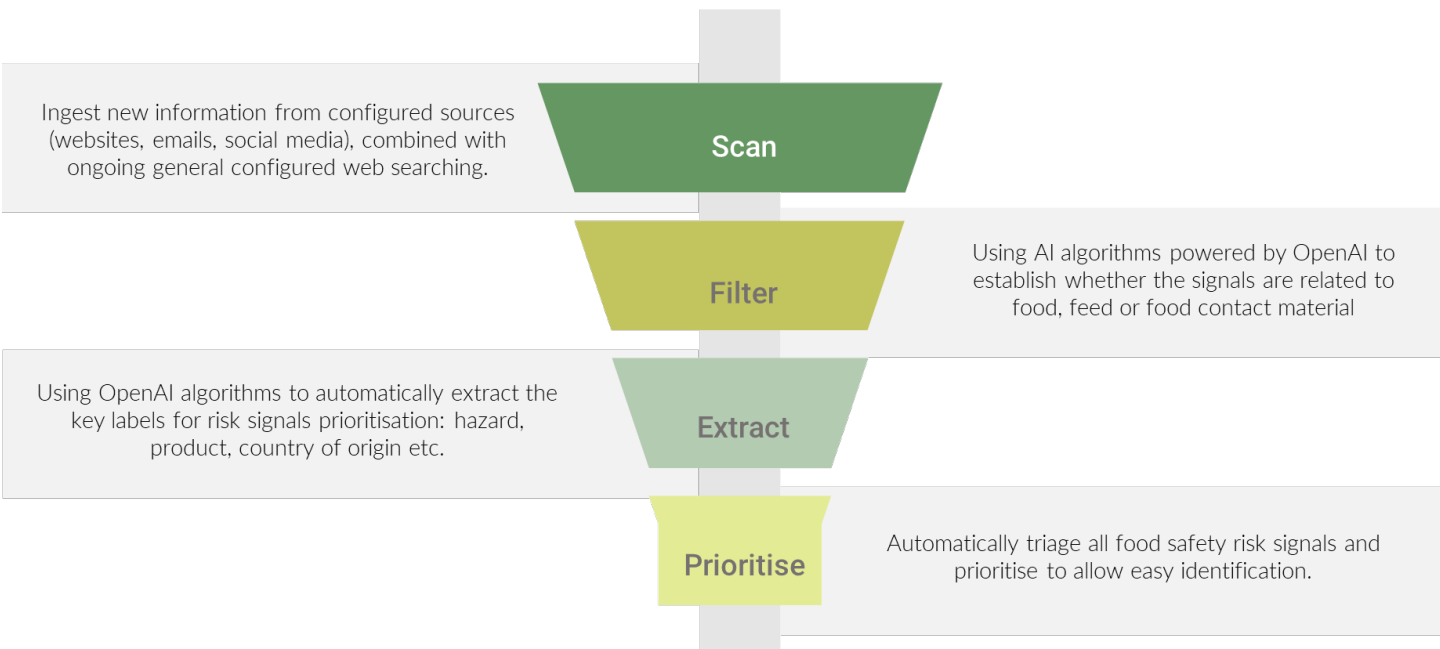 Ingest new information from configured sources
(websites, emails, social media), combined with
ongoing general configured web searching.
Scan
Filter
Using AI algorithms powered by OpenAI to
establish whether the signals are related to
food, feed or food contact material
Using OpenAI algorithms to automatically extract the
key labels for risk signals prioritisation: hazard,
product, country of origin etc.
Extract
Prioritise
Automatically triage all food safety risk signals and
prioritise to allow easy identification.